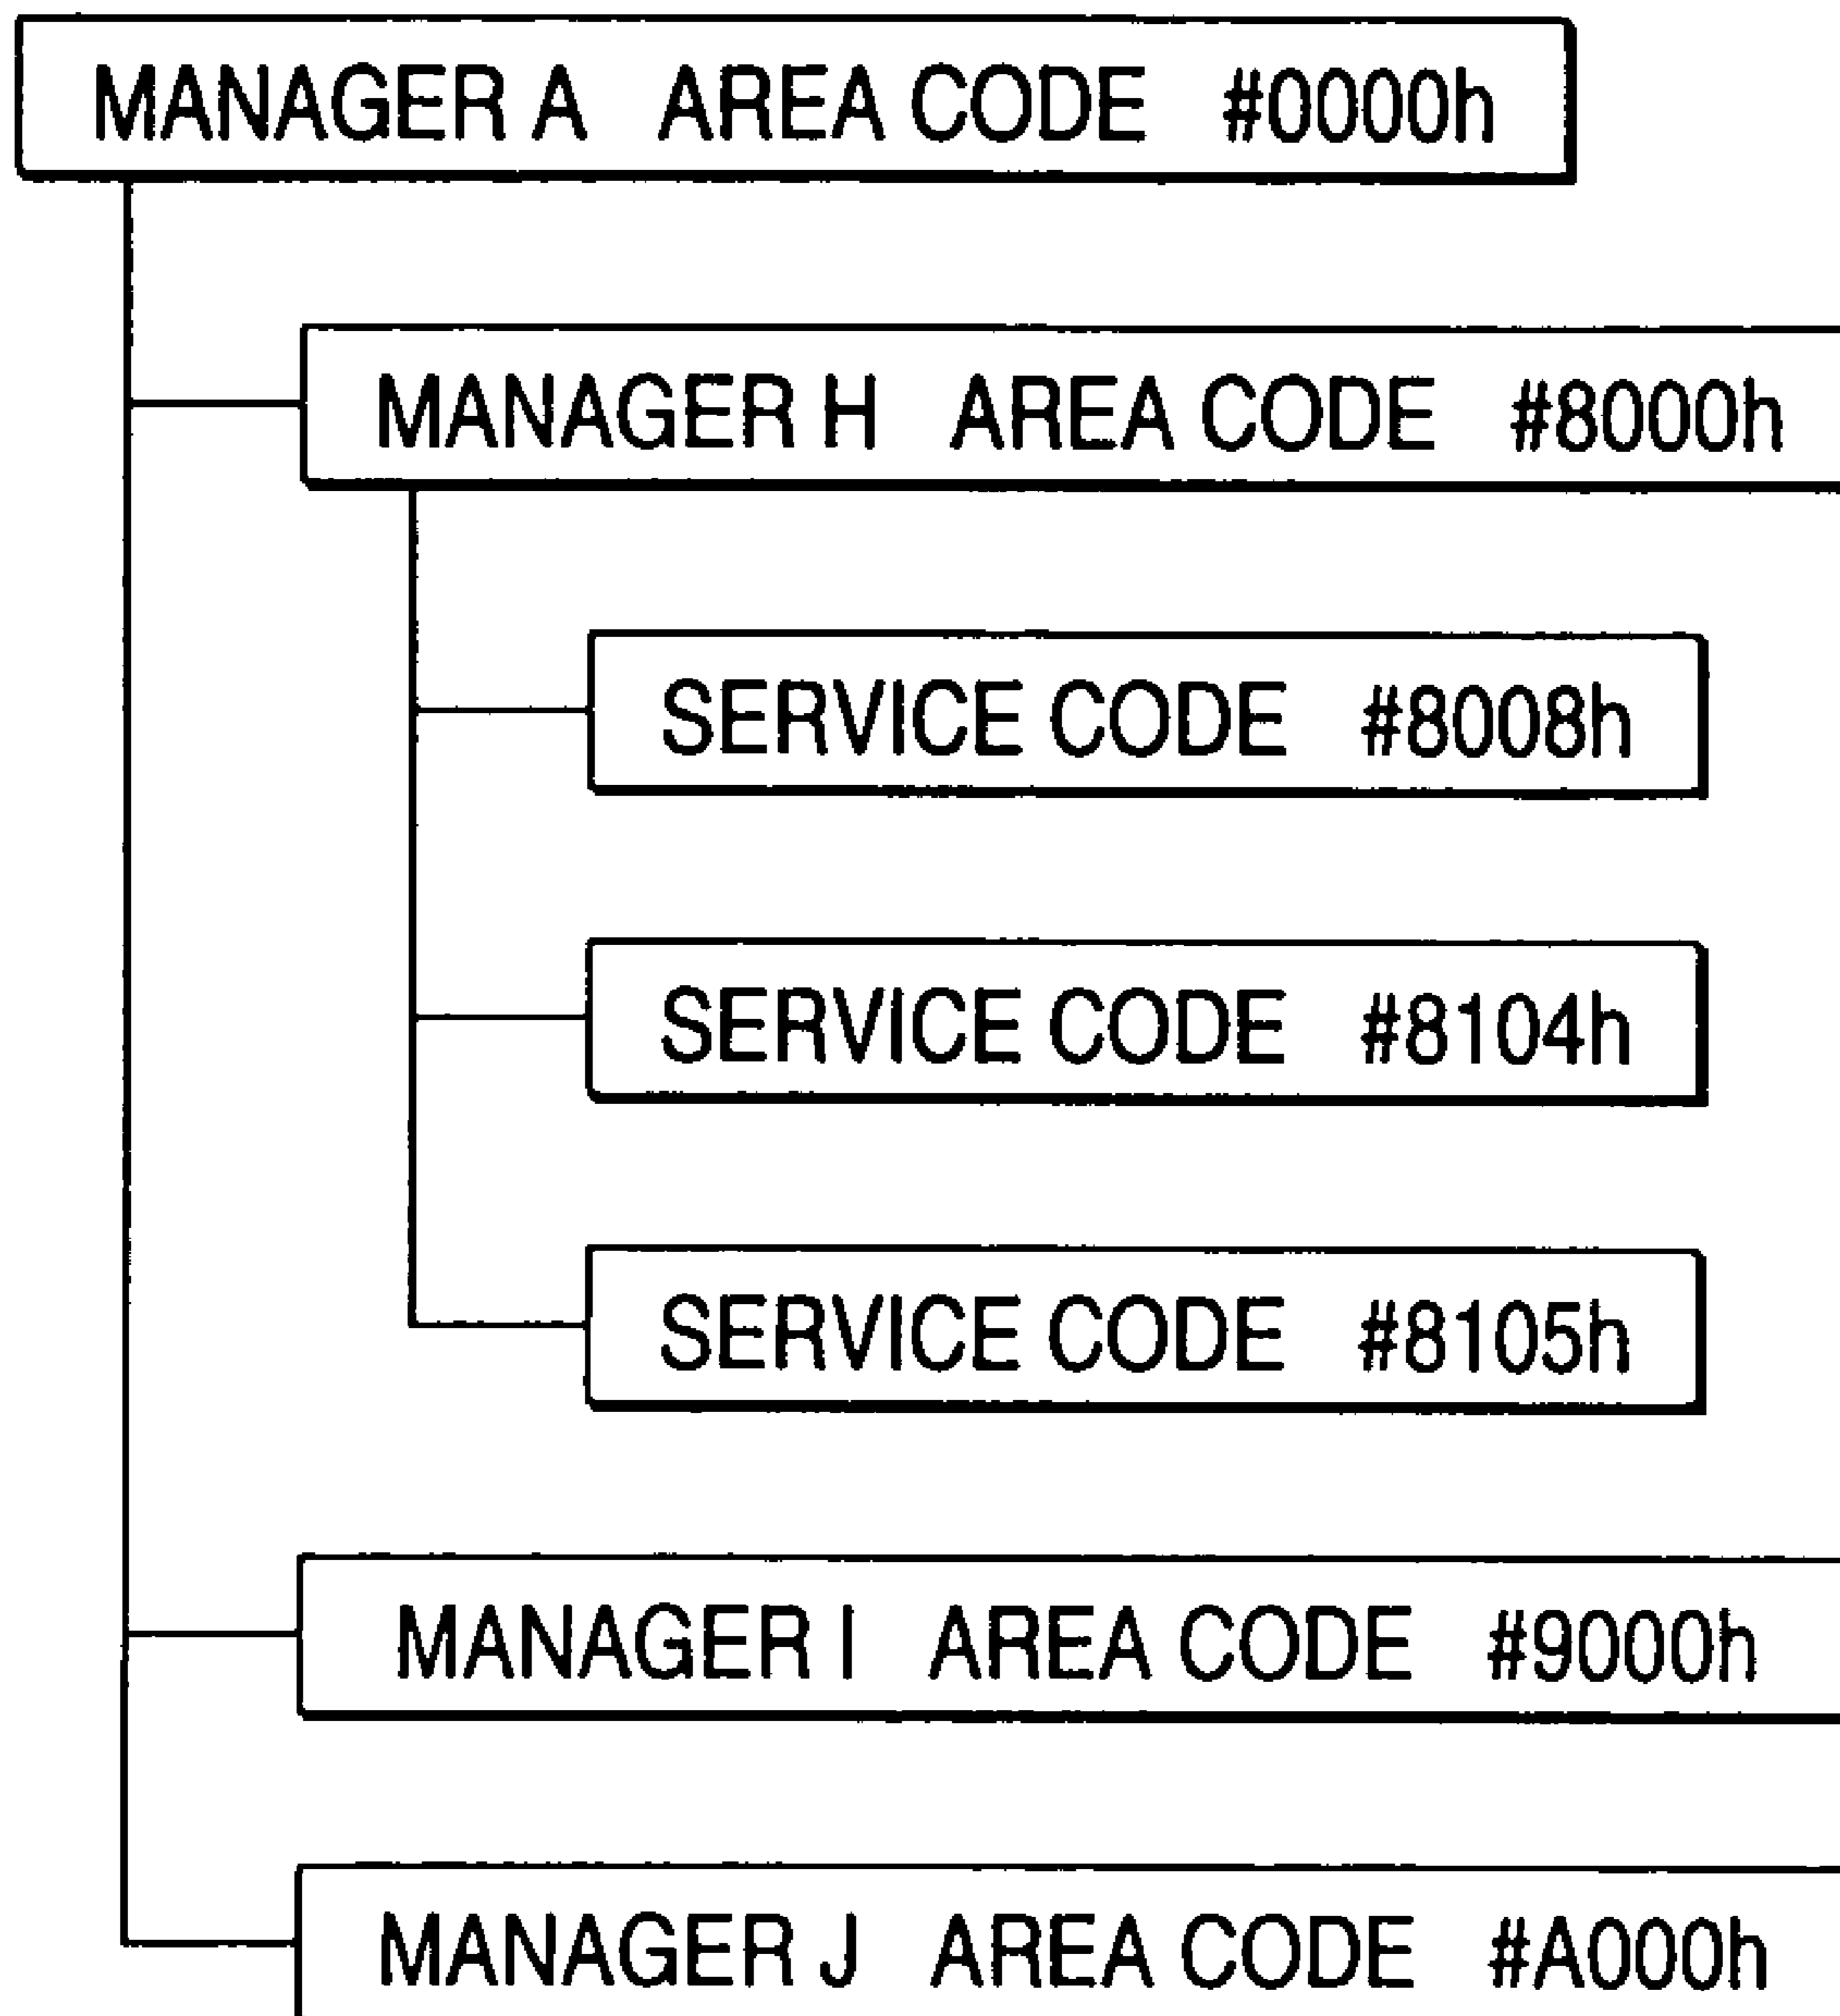 MANAGER A AREA CODE #0000h
MANAGER H AREA CODE #8000h
SERVICE CODE #8008h
SERVICE CODE #8104h
SERVICE CODE #8105h
MANAGER I AREA CODE #9000h
MANAGER J AREA CODE #A000h